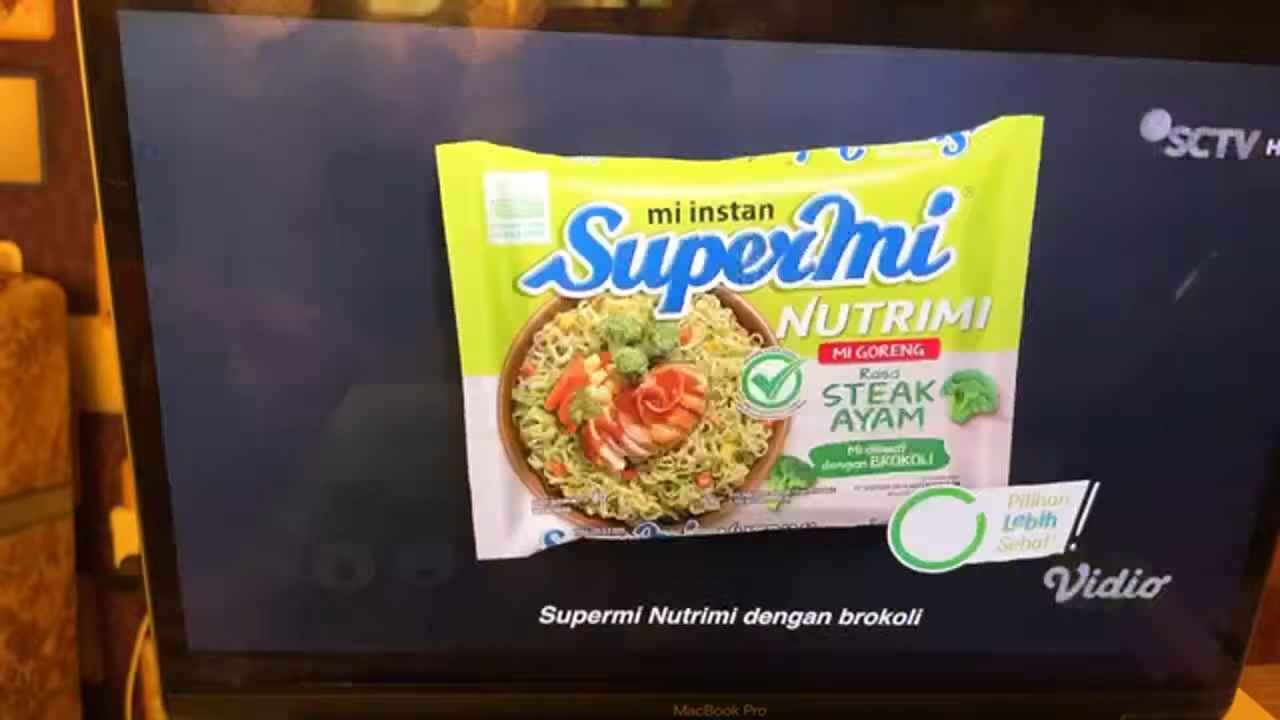 SCTV H
mi instan
SuperMi
NUTRIMI
MI GORENG
Rasa
STEAK
AYAM
Mi
dengan BROKOLI
Pilihan
Lebih
Sehat!
Vidio
Supermi Nutrimi dengan brokoli
MacBook Pro